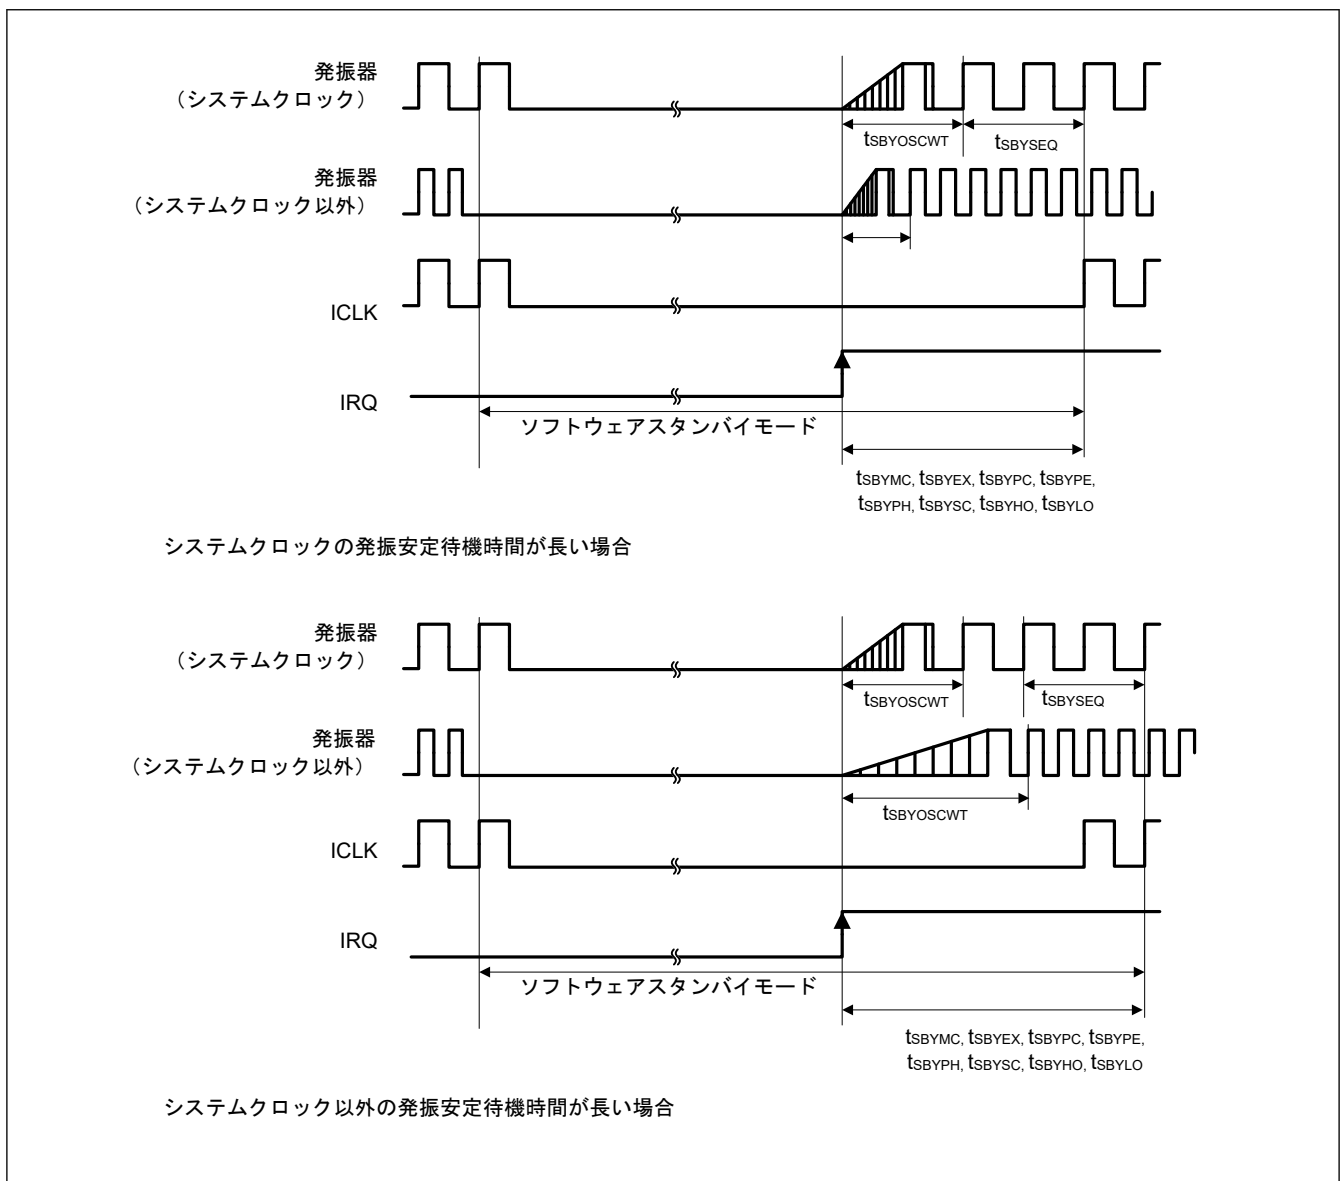 発振器
（システムクロック）
tSBYOSCWT
tSBYSEQ
発振器
（システムクロック以外）
ICLK
IRQ
ソフトウェアスタンバイモード
tSBYMC, tSBYEX, tSBYPC, tSBYPE,
tSBYPH, tSBYSC, tSBYHO, tSBYLO
システムクロックの発振安定待機時間が長い場合
発振器
（システムクロック）
tSBYOSCWT
tSBYSEQ
発振器
（システムクロック以外）
tSBYOSCWT
ICLK
IRQ
ソフトウェアスタンバイモード
tSBYMC, tSBYEX, tSBYPC, tSBYPE,
tSBYPH, tSBYSC, tSBYHO, tSBYLO
システムクロック以外の発振安定待機時間が長い場合